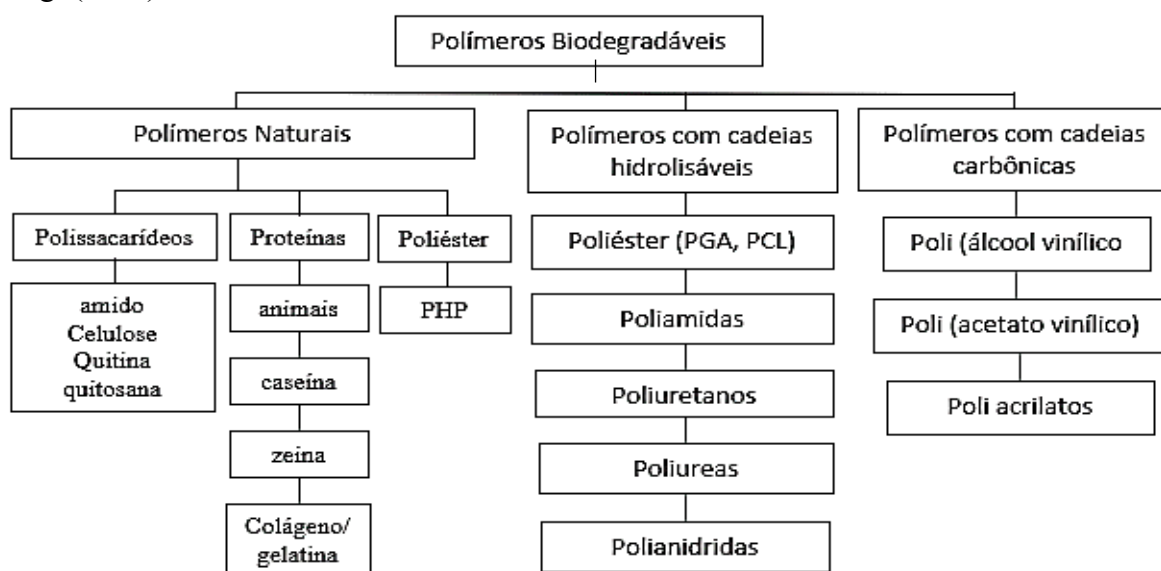 Polímeros Biodegradáveis
Polímeros Naturais
Polímeros com cadeias
hidrolisáveis
Polímeros com cadeias
carbônicas
Polissacarídeos
Proteínas
Poliéster
Poliéster (PGA, PCL)
Poli (álcool vinílico
amido
Celulose
Quitina
quitosana
animais
PHP
Poliamidas
Poli (acetato vinílico)
caseína
Poliuretanos
Poli acrilatos
zeina
Poliureas
Colágeno/
gelatina
Polianidridas